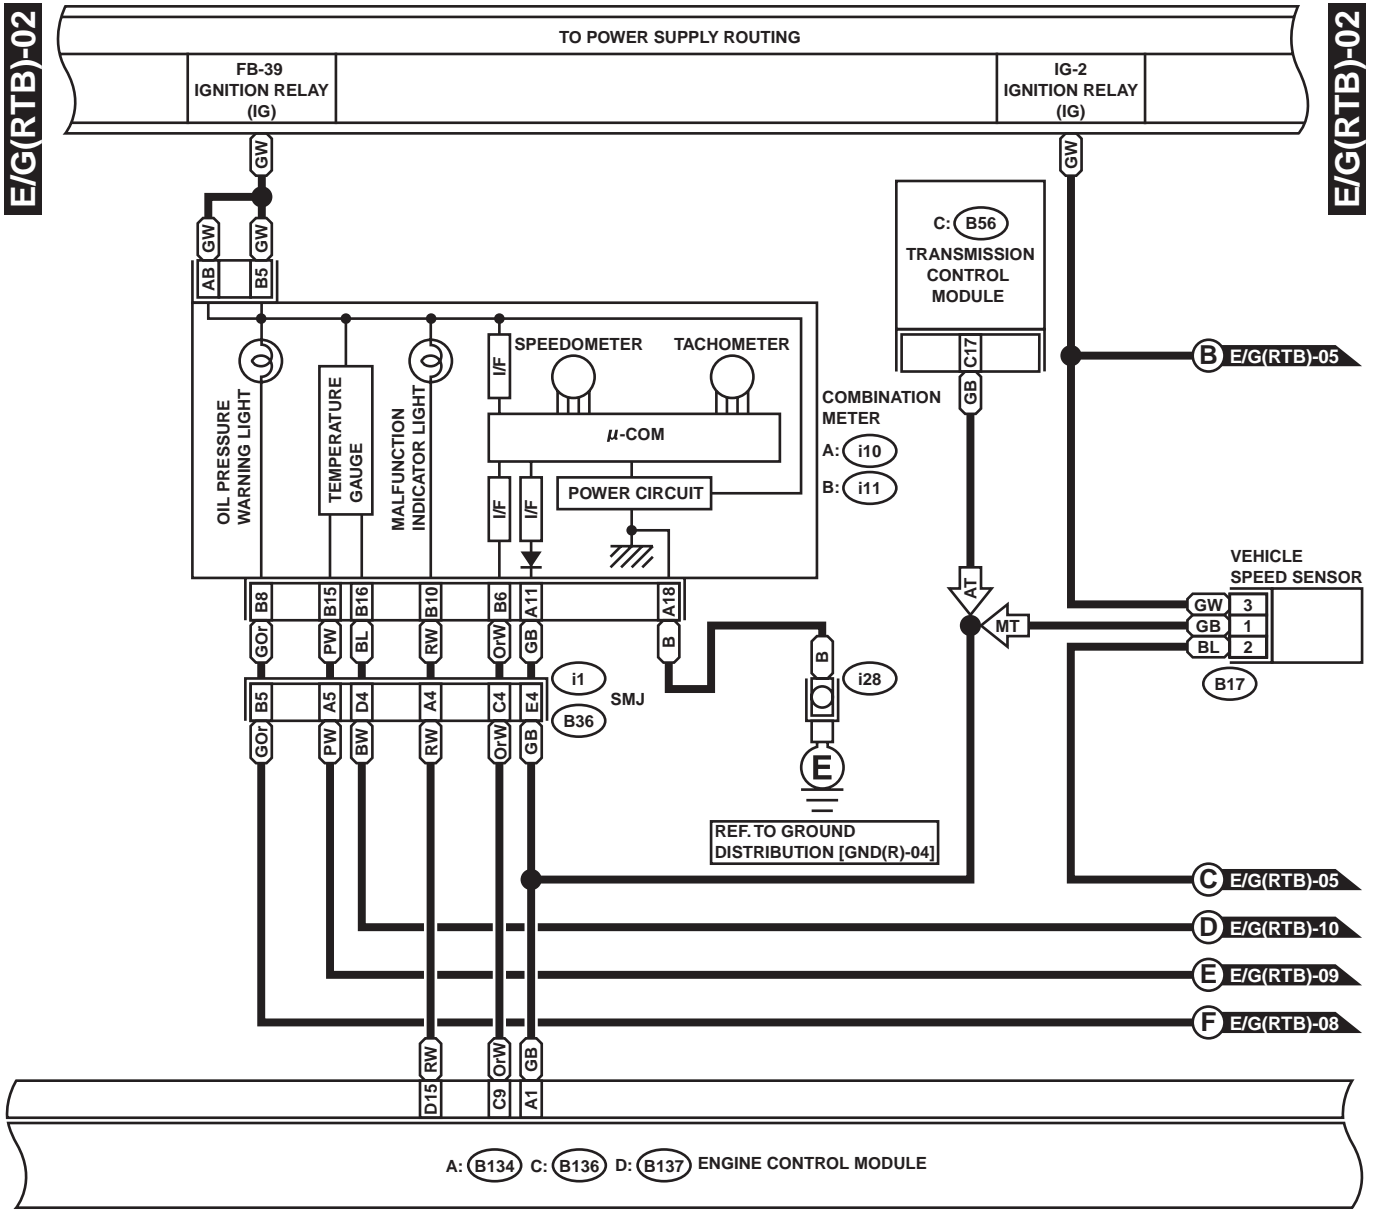 E/G(RTB)-02
E/G(RTB)-02
TO POWER SUPPLY ROUTING
FB-39
IGNITION RELAY
(IG)
IG-2
IGNITION RELAY
(IG)
GW
GW
GW
GW
AB
B5
C: B56
TRANSMISSION
CONTROL
MODULE
C17
GB
B E/G(RTB)-05
OIL PRESSURE
WARNING LIGHT
TEMPERATURE
GAUGE
MALFUNCTION
INDICATOR LIGHT
I/F
SPEEDOMETER
TACHOMETER
μ-COM
I/F
I/F
POWER CIRCUIT
COMBINATION
METER
A: i10
B: i11
AT
MT
VEHICLE
SPEED SENSOR
GW 3
GB 1
BL 2
B17
B8
B15
B16
B10
B6
A11
A18
GOr
PW
BL
RW
OrW
GB
B
B
i28
i1
SMJ
B36
B5
A5
D4
A4
C4
E4
GOr
PW
BW
RW
OrW
GB
E
REF. TO GROUND
DISTRIBUTION [GND(R)-04]
C E/G(RTB)-05
D E/G(RTB)-10
E E/G(RTB)-09
F E/G(RTB)-08
RW
OrW
GB
D15
C9
A1
A: B134 C: B136 D: B137 ENGINE CONTROL MODULE